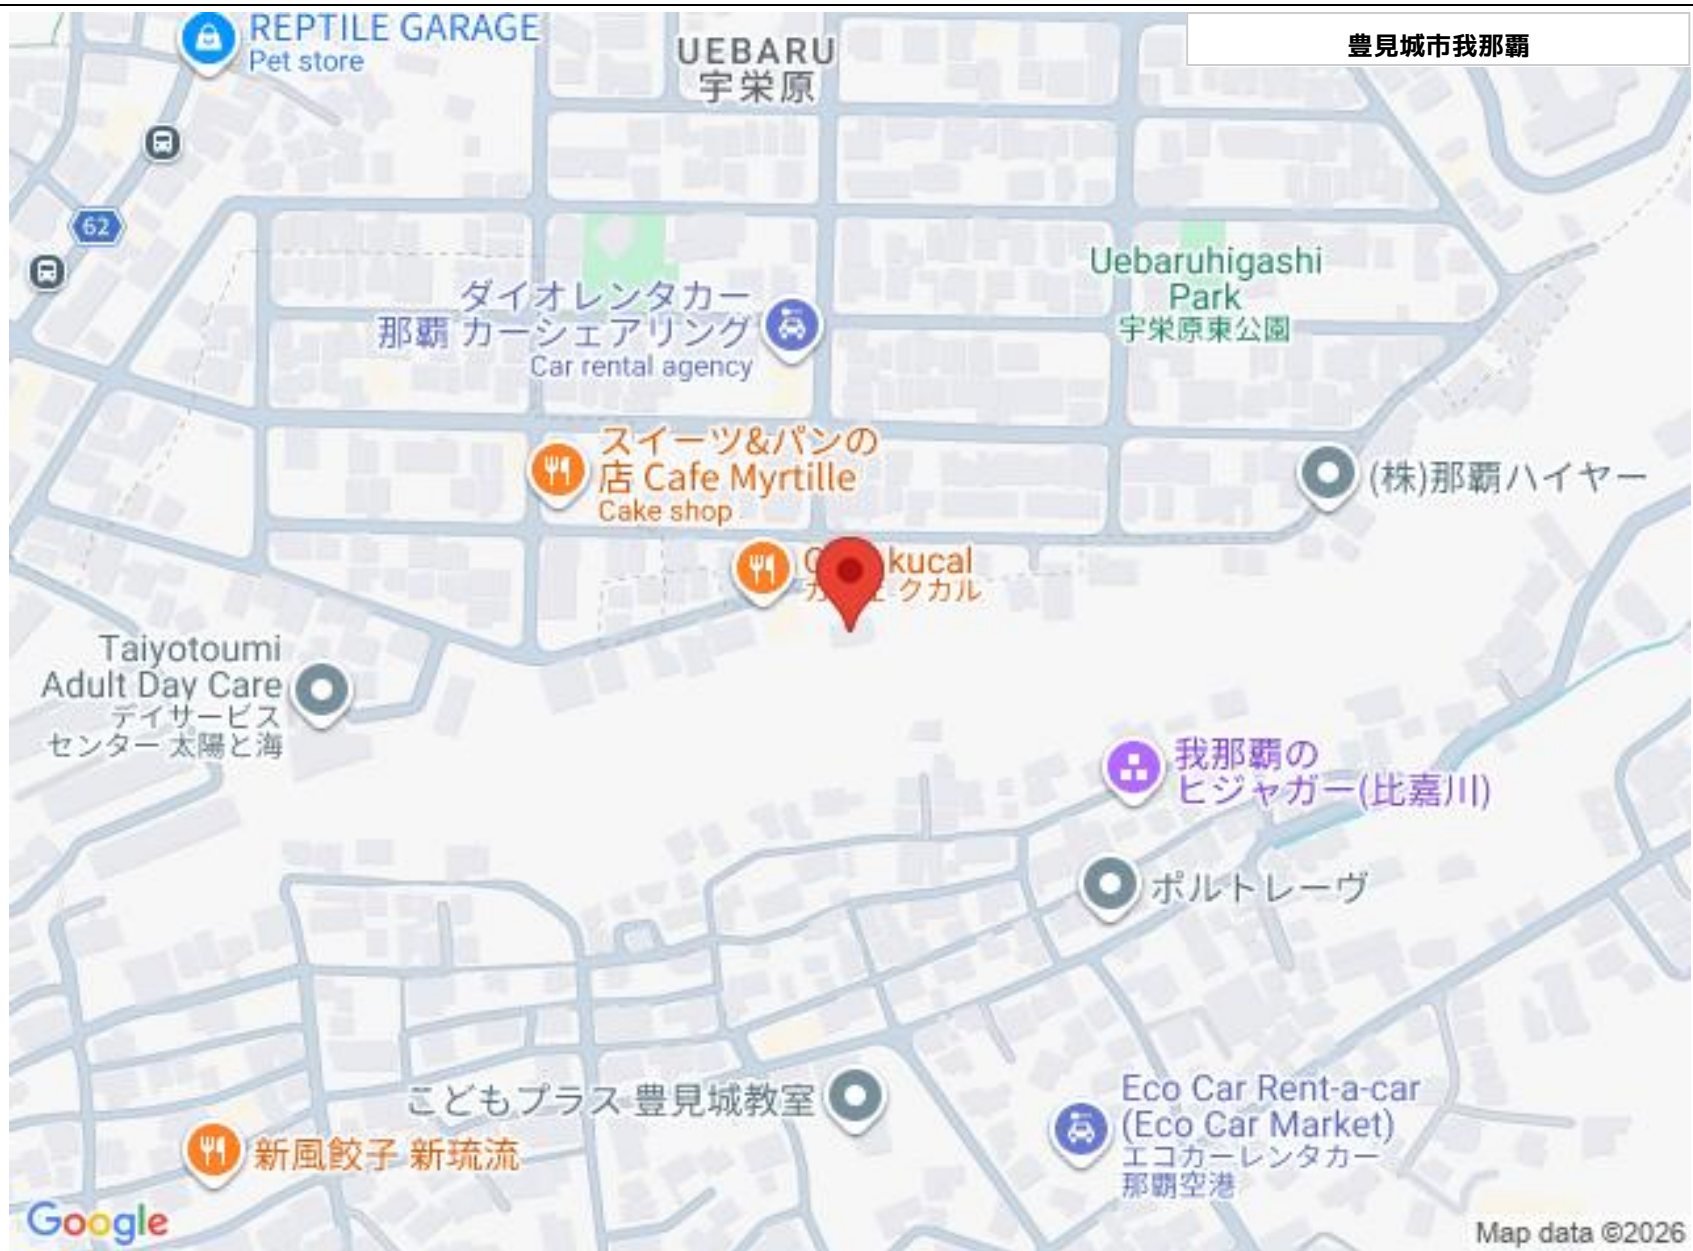 REPTILE GARAGE
Pet store
UEBARU
宇栄原
豊見城市我那覇
62
Uebaruhigashi
Park
宇栄原東公園
ダイオレンタカー
那覇 カーシェアリング
Car rental agency
スイーツ&パンの
店 Cafe Myrtille
Cake shop
(株)那覇ハイヤー
kucal
クカル
Taiyotoumi
Adult Day Care
デイサービス
センター 太陽と海
我那覇の
ヒジャガー(比嘉川)
ポルトレーヴ
こどもプラス 豊見城教室
Eco Car Rent-a-car
(Eco Car Market)
エコカーレンタカー
那覇空港
新風餃子 新琉流
Google
Map data ©2026